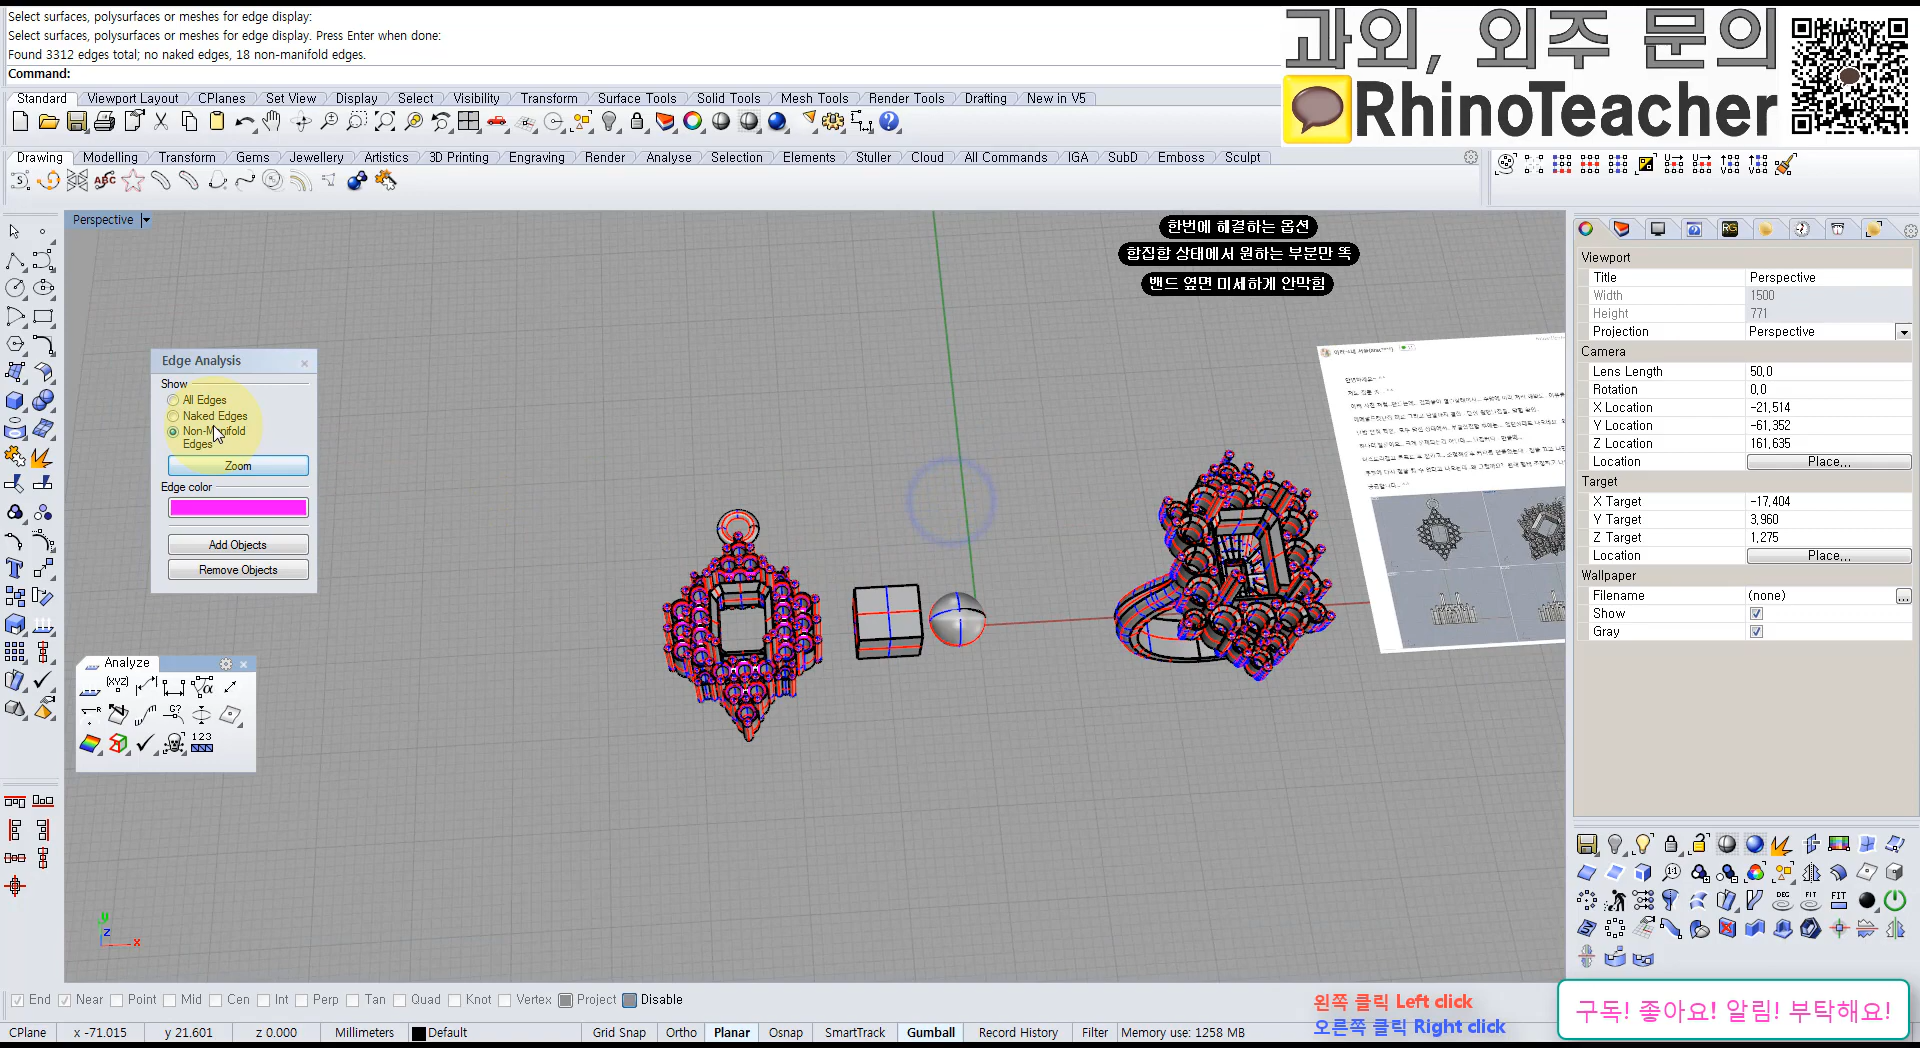 Select surfaces, polysurfaces or meshes for edge display:
Select surfaces, polysurfaces or meshes for edge display. Press Enter when done:
Found 3312 edges total; no naked edges, 18 non-manifold edges.
Command:
과외, 외주 문의
RhinoTeacher
Standard Viewport Layout CPlanes Set View Display Select Visibility Transform Surface Tools Solid Tools Mesh Tools Render Tools Drafting New in V5
Drawing Modelling Transform Gems Jewellery Artistics 3D Printing Engraving Render Analyse Selection Elements Stuller Cloud All Commands IGA SubD Emboss Sculpt
Perspective
한번에 해결하는 옵션
합집합 상태에서 원하는 부분만 똑
밴드 옆면 미세하게 안막힘
Edge Analysis
Show
All Edges
Naked Edges
Non-Manifold
Edges
Zoom
Edge color
Add Objects
Remove Objects
Analyze
Viewport
Title Perspective
Width 1500
Height 771
Projection Perspective
Camera
Lens Length 50,0
Rotation 0,0
X Location -21,514
Y Location -61,352
Z Location 161,635
Location Place...
Target
X Target -17,404
Y Target 3,960
Z Target 1,275
Location Place...
Wallpaper
Filename (none) ...
Show
Gray
y
z
x
End Near Point Mid Cen Int Perp Tan Quad Knot Vertex Project Disable
왼쪽 클릭 Left click
오른쪽 클릭 Right click
구독! 좋아요! 알림! 부탁해요!
CPlane x -71.015 y 21.601 z 0.000 Millimeters Default Grid Snap Ortho Planar Osnap SmartTrack Gumball Record History Filter Memory use: 1258 MB